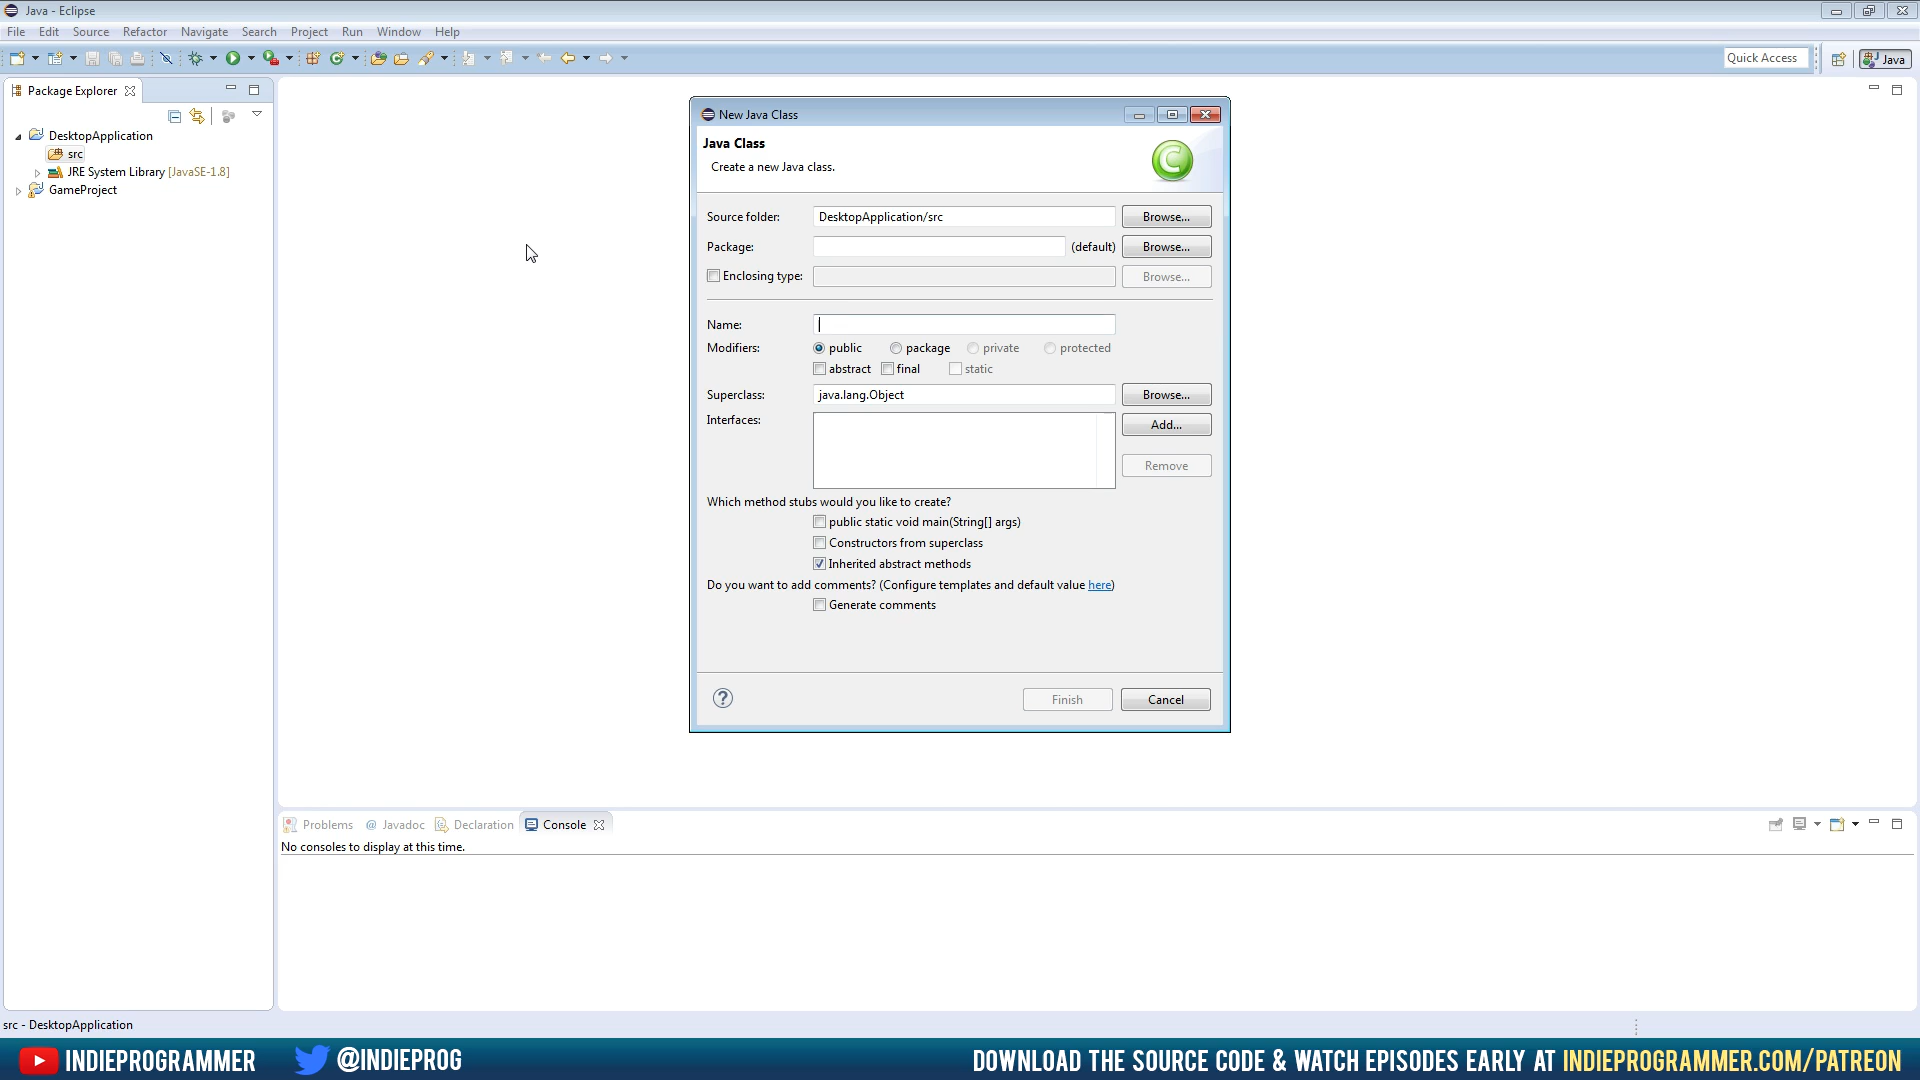 Java - Eclipse
File Edit Source Refactor Navigate Search Project Run Window Help
Quick Access
Java
Package Explorer
DesktopApplication
src
JRE System Library [JavaSE-1.8]
GameProject
New Java Class
Java Class
Create a new Java class.
C
Source folder: DesktopApplication/src Browse...
Package: (default) Browse...
Enclosing type: Browse...
Name:
Modifiers: public package private protected
abstract final static
Superclass: java.lang.Object Browse...
Interfaces: Add...
Remove
Which method stubs would you like to create?
public static void main(String[] args)
Constructors from superclass
Inherited abstract methods
Do you want to add comments? (Configure templates and default value here)
Generate comments
? Finish Cancel
Problems @ Javadoc Declaration Console
No consoles to display at this time.
src - DesktopApplication
INDIEPROGRAMMER @INDIEPROG DOWNLOAD THE SOURCE CODE & WATCH EPISODES EARLY AT INDIEPROGRAMMER.COM/PATREON